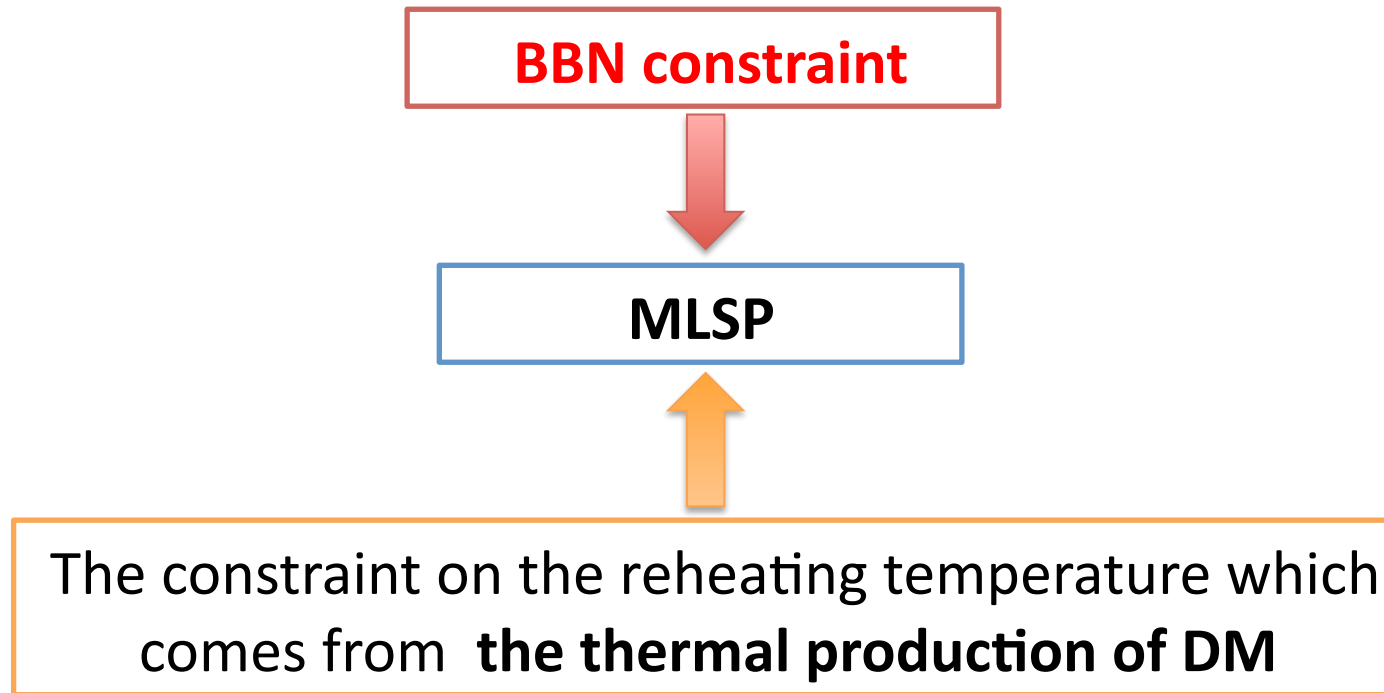 BBN constraint
MLSP
The constraint on the reheating temperature which
comes from the thermal production of DM